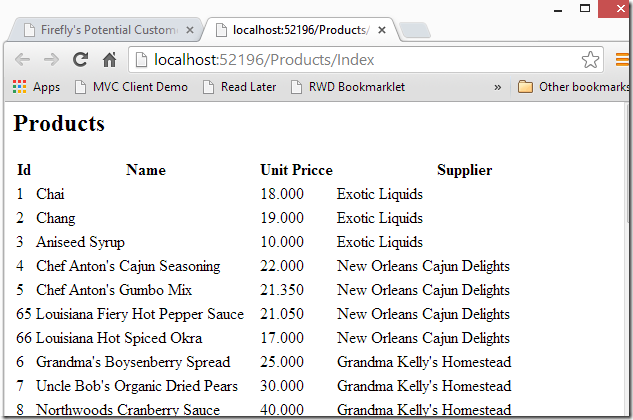 Firefly's Potential Custom
localhost:52196/Products/
localhost:52196/Products/Index
Apps MVC Client Demo Read Later RWD Bookmarklet » Other bookmarks
Products
Id Name Unit Pricce Supplier
1 Chai 18.000 Exotic Liquids
2 Chang 19.000 Exotic Liquids
3 Aniseed Syrup 10.000 Exotic Liquids
4 Chef Anton's Cajun Seasoning 22.000 New Orleans Cajun Delights
5 Chef Anton's Gumbo Mix 21.350 New Orleans Cajun Delights
65 Louisiana Fiery Hot Pepper Sauce 21.050 New Orleans Cajun Delights
66 Louisiana Hot Spiced Okra 17.000 New Orleans Cajun Delights
6 Grandma's Boysenberry Spread 25.000 Grandma Kelly's Homestead
7 Uncle Bob's Organic Dried Pears 30.000 Grandma Kelly's Homestead
8 Northwoods Cranberry Sauce 40.000 Grandma Kelly's Homestead